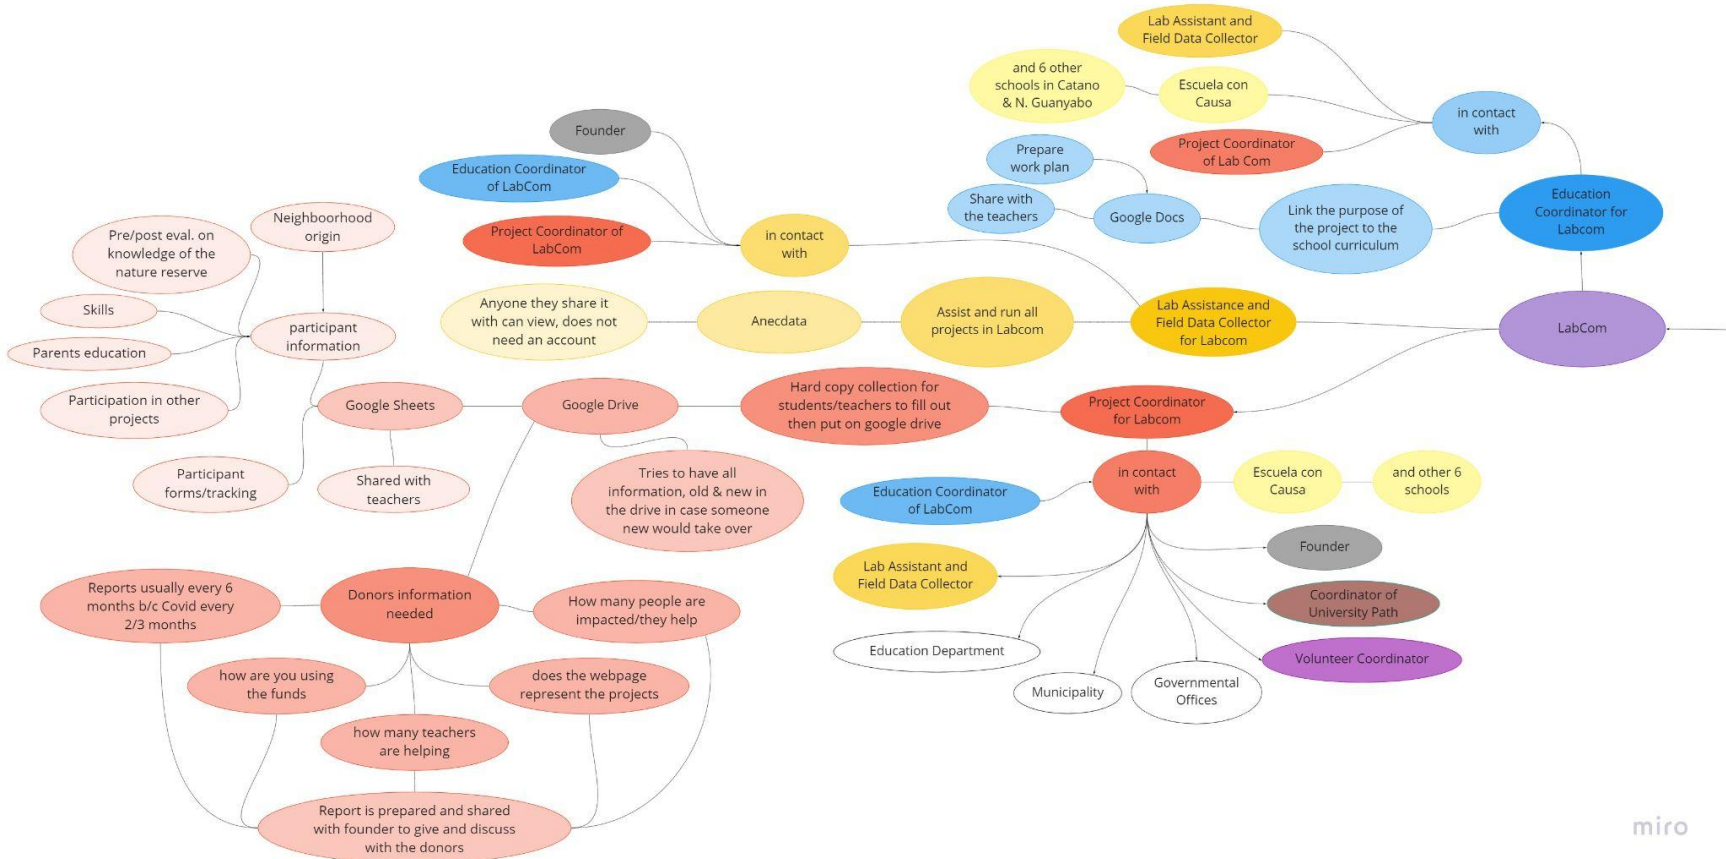 Lab Assistant and
Field Data Collector
and 6 other
schools in Catano
& N. Guanyabo
Escuela con
Causa
in contact
with
Project Coordinator
of Lab Com
Prepare
work plan
Share with
the teachers
Google Docs
Link the purpose of
the project to the
school curriculum
Education
Coordinator for
Labcom
Founder
Education Coordinator
of LabCom
Project Coordinator of
LabCom
in contact
with
Anyone they share it
with can view, does not
need an account
Anecdata
Assist and run all
projects in Labcom
Lab Assistance and
Field Data Collector
for Labcom
LabCom
Neighboorhood
origin
Pre/post eval. on
knowledge of the
nature reserve
Skills
Parents education
Participation in other
projects
participant
information
Google Sheets
Participant
forms/tracking
Shared with
teachers
Google Drive
Tries to have all
information, old & new in
the drive in case someone
new would take over
Hard copy collection for
students/teachers to fill out
then put on google drive
Project Coordinator
for Labcom
in contact
with
Escuela con
Causa
and other 6
schools
Education Coordinator
of LabCom
Lab Assistant and
Field Data Collector
Education Department
Municipality
Governmental
Offices
Founder
Coordinator of
University Path
Volunteer Coordinator
Donors information
needed
Reports usually every 6
months b/c Covid every
2/3 months
How many people are
impacted/they help
how are you using
the funds
does the webpage
represent the projects
how many teachers
are helping
Report is prepared and shared
with founder to give and discuss
with the donors
miro